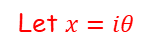 Let x = iθ